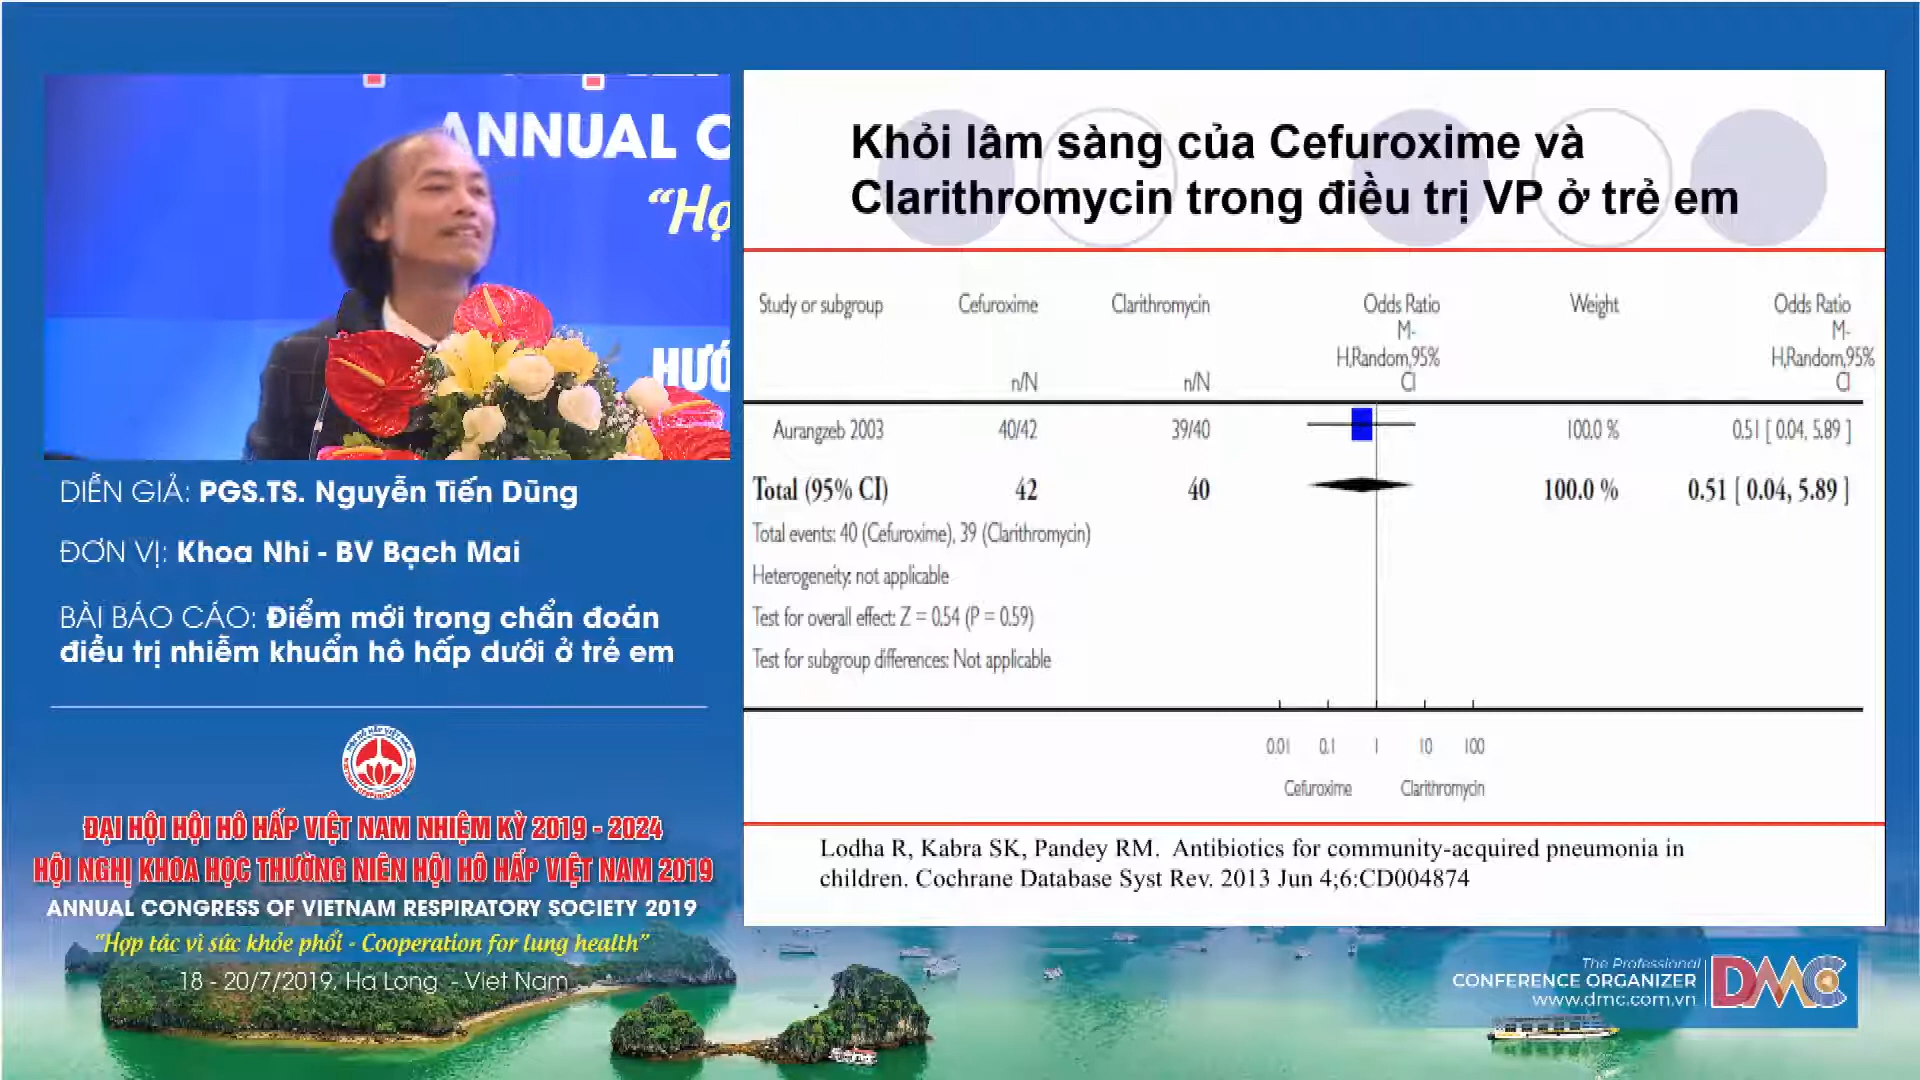 ANNUAL C
“Họ
HƯỚ
DIỄN GIẢ: PGS.TS. Nguyễn Tiến Dũng
ĐƠN VỊ: Khoa Nhi - BV Bạch Mai
BÀI BÁO CÁO: Điểm mới trong chẩn đoán
điều trị nhiễm khuẩn hô hấp dưới ở trẻ em
ĐẠI HỘI HỘI HÔ HẤP VIỆT NAM NHIỆM KỲ 2019 - 2024
HỘI NGHỊ KHOA HỌC THƯỜNG NIÊN HỘI HÔ HẤP VIỆT NAM 2019
ANNUAL CONGRESS OF VIETNAM RESPIRATORY SOCIETY 2019
“Hợp tác vì sức khỏe phổi - Cooperation for lung health”
18 - 20/7/2019, Ha Long - Viet Nam
Khỏi lâm sàng của Cefuroxime và
Clarithromycin trong điều trị VP ở trẻ em
Study or subgroup Cefuroxime Clarithromycin Odds Ratio Weight Odds Ratio
M- M-
H,Random,95% H,Random,95%
n/N n/N CI CI
Aurangzeb 2003 40/42 39/40 100.0 % 0.51 [ 0.04, 5.89 ]
Total (95% CI) 42 40 100.0 % 0.51 [ 0.04, 5.89 ]
Total events: 40 (Cefuroxime), 39 (Clarithromycin)
Heterogeneity: not applicable
Test for overall effect: Z = 0.54 (P = 0.59)
Test for subgroup differences: Not applicable
0.01 0.1 1 10 100
Cefuroxime Clarithromycin
Lodha R, Kabra SK, Pandey RM. Antibiotics for community-acquired pneumonia in
children. Cochrane Database Syst Rev. 2013 Jun 4;6:CD004874
The Professional
CONFERENCE ORGANIZER
www.dmc.com.vn
DMC